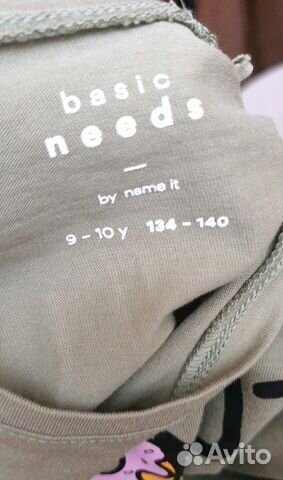 basic
needs
—
by name it
9 - 10 y 134 - 140
Avito